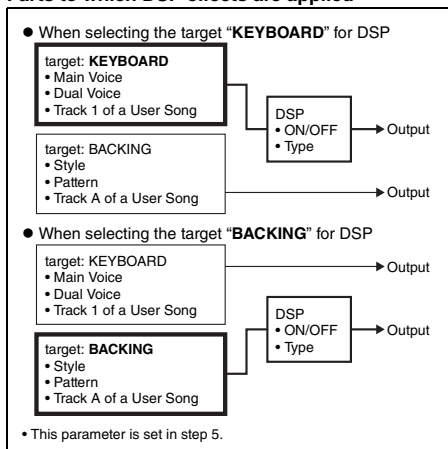 Parts to which DSP effects are applied
● When selecting the target “KEYBOARD” for DSP
target: KEYBOARD
• Main Voice
• Dual Voice
• Track 1 of a User Song
DSP
• ON/OFF
• Type
Output
target: BACKING
• Style
• Pattern
• Track A of a User Song
Output
● When selecting the target “BACKING” for DSP
target: KEYBOARD
• Main Voice
• Dual Voice
• Track 1 of a User Song
Output
DSP
• ON/OFF
• Type
Output
target: BACKING
• Style
• Pattern
• Track A of a User Song
• This parameter is set in step 5.